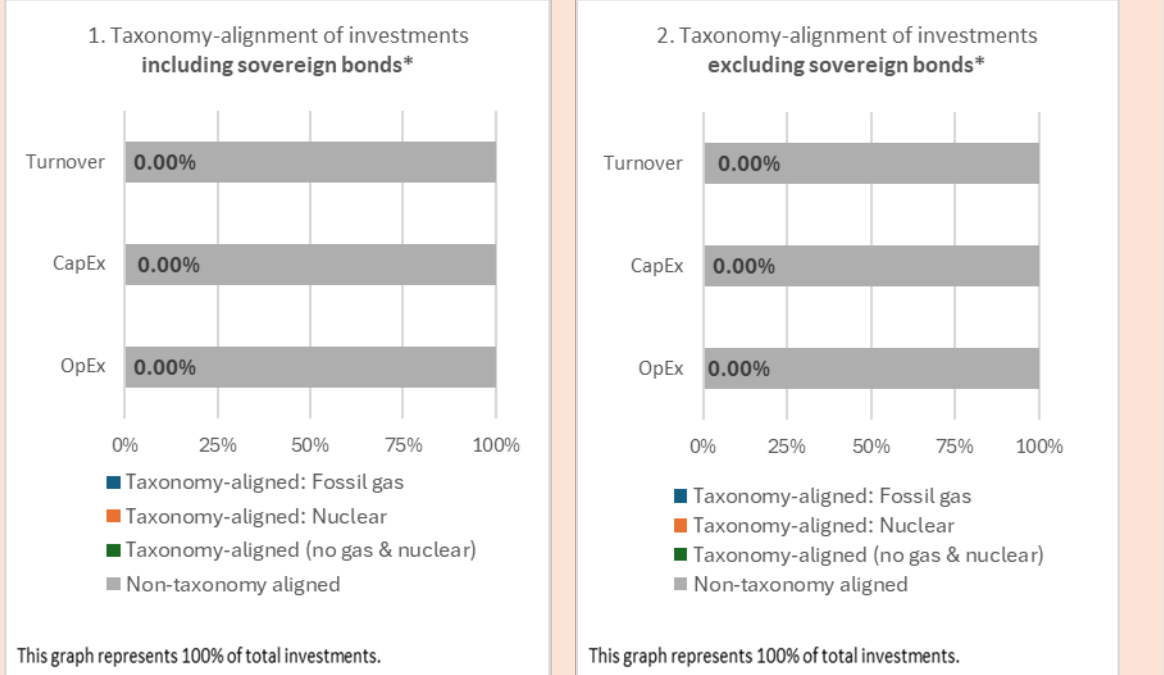 1. Taxonomy-alignment of investments
including sovereign bonds*
Turnover
0.00%
CapEx
0.00%
OpEx
0.00%
0% 25% 50% 75% 100%
Taxonomy-aligned: Fossil gas
Taxonomy-aligned: Nuclear
Taxonomy-aligned (no gas & nuclear)
Non-taxonomy aligned
This graph represents 100% of total investments.
2. Taxonomy-alignment of investments
excluding sovereign bonds*
Turnover
0.00%
CapEx
0.00%
OpEx
0.00%
0% 25% 50% 75% 100%
Taxonomy-aligned: Fossil gas
Taxonomy-aligned: Nuclear
Taxonomy-aligned (no gas & nuclear)
Non-taxonomy aligned
This graph represents 100% of total investments.